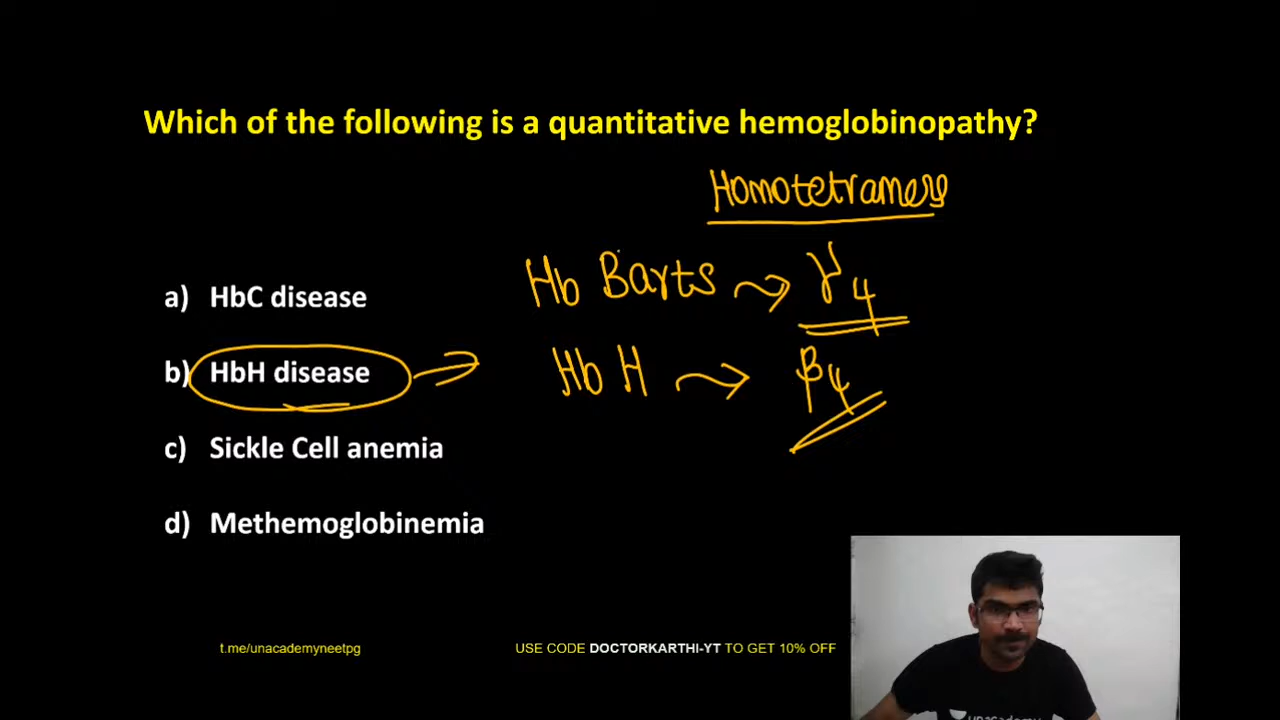 Which of the following is a quantitative hemoglobinopathy?
Homotetramers
a) HbC disease
Hb Barts → γ4
b) HbH disease →
Hb H → β4
c) Sickle Cell anemia
d) Methemoglobinemia
t.me/unacademyneetpg
USE CODE DOCTORKARTHI-YT TO GET 10% OFF
unacademy